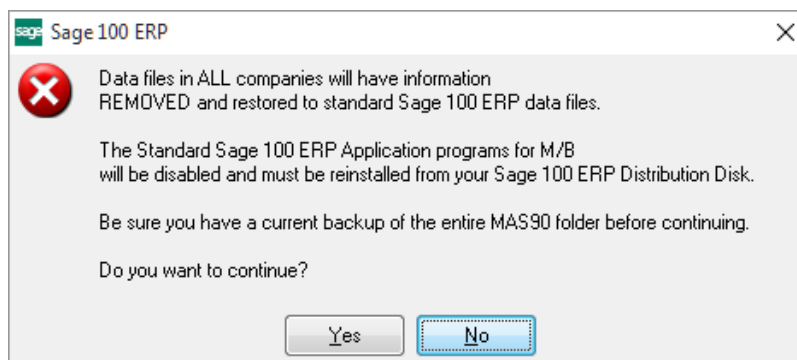 sage Sage 100 ERP
Data files in ALL companies will have information
REMOVED and restored to standard Sage 100 ERP data files.
The Standard Sage 100 ERP Application programs for M/B
will be disabled and must be reinstalled from your Sage 100 ERP Distribution Disk.
Be sure you have a current backup of the entire MAS90 folder before continuing.
Do you want to continue?
Yes No